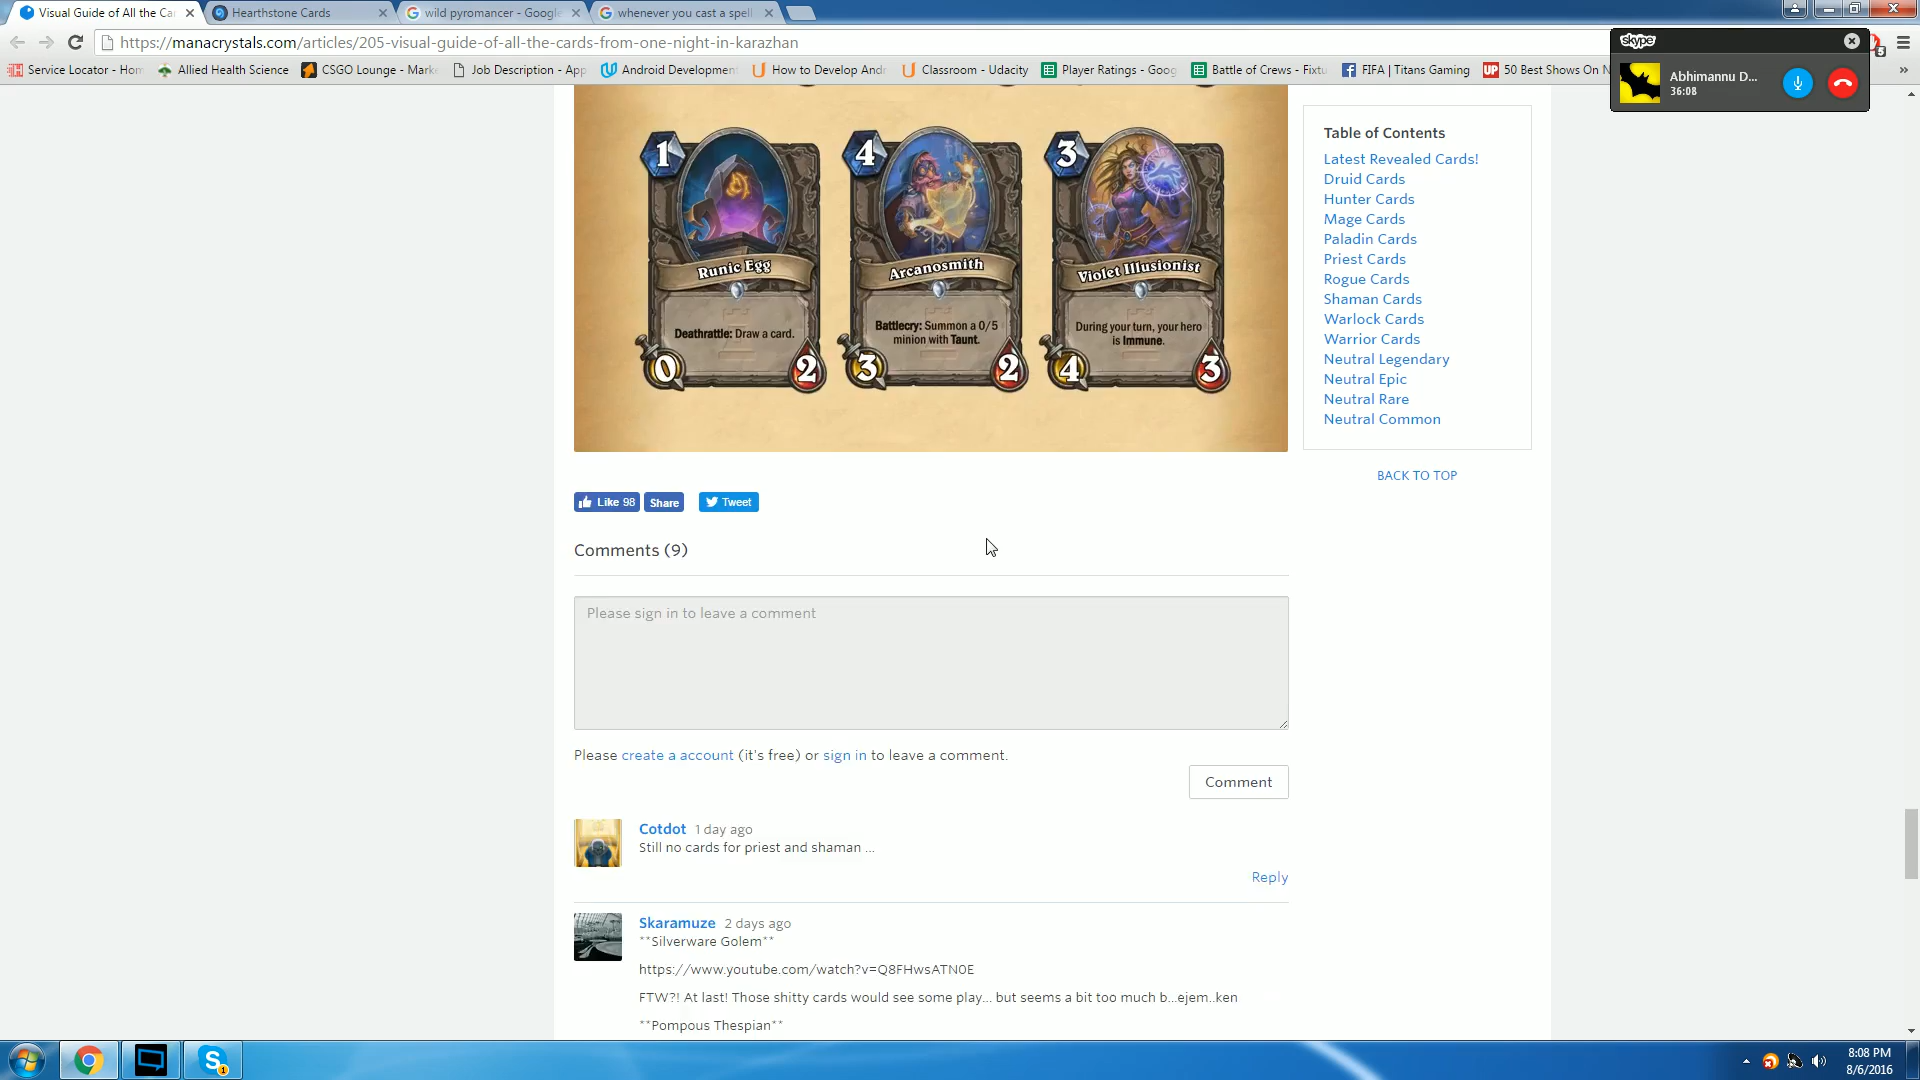 Visual Guide of All the Ca
Hearthstone Cards
wild pyromancer - Google
whenever you cast a spell
https://manacrystals.com/articles/205-visual-guide-of-all-the-cards-from-one-night-in-karazhan
Service Locator - Hom
Allied Health Science
CSGO Lounge - Marke
Job Description - App
Android Development
How to Develop Andr
Classroom - Udacity
Player Ratings - Goog
Battle of Crews - Fixtu
FIFA | Titans Gaming
UP 50 Best Shows On N
skype
Abhimannu D...
36:08
1
Runic Egg
Deathrattle: Draw a card.
0 2
4
Arcanosmith
Battlecry: Summon a 0/5
minion with Taunt.
3 2
3
Violet Illusionist
During your turn, your hero
is Immune.
4 3
Table of Contents
Latest Revealed Cards!
Druid Cards
Hunter Cards
Mage Cards
Paladin Cards
Priest Cards
Rogue Cards
Shaman Cards
Warlock Cards
Warrior Cards
Neutral Legendary
Neutral Epic
Neutral Rare
Neutral Common
BACK TO TOP
Like 98
Share
Tweet
Comments (9)
Please sign in to leave a comment
Please create a account (it's free) or sign in to leave a comment.
Comment
Cotdot 1 day ago
Still no cards for priest and shaman ...
Reply
Skaramuze 2 days ago
**Silverware Golem**
https://www.youtube.com/watch?v=Q8FHwsATN0E
FTW?! At last! Those shitty cards would see some play... but seems a bit too much b...ejem..ken
**Pompous Thespian**
8:08 PM
8/6/2016